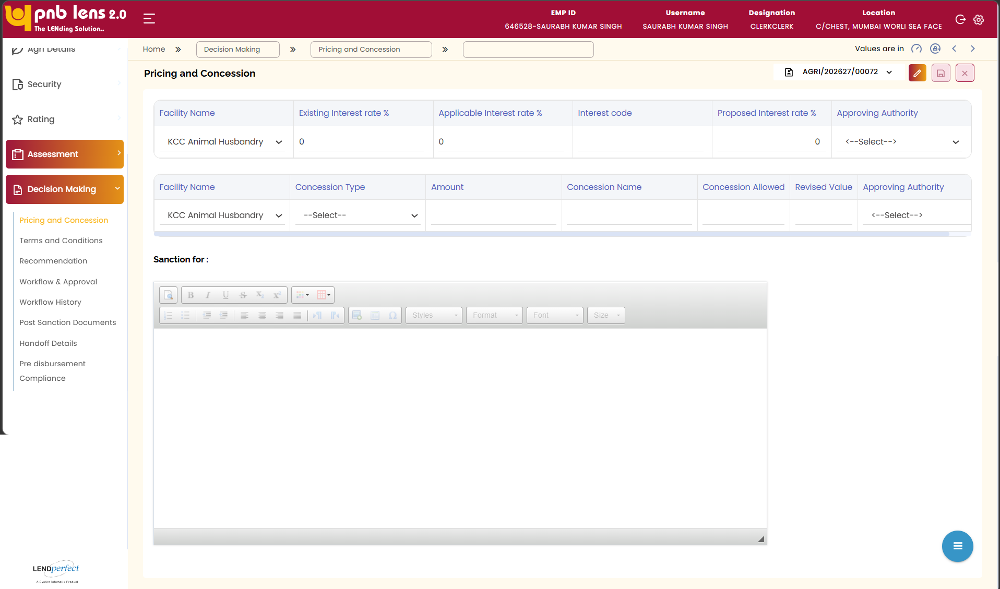 pnb lens 2.0
The LENding Solution..
EMP ID
646528-SAURABH KUMAR SINGH
Username
SAURABH KUMAR SINGH
Designation
CLERKCLERK
Location
C/CHEST, MUMBAI WORLI SEA FACE
Agri Details
Security
Rating
Assessment
Decision Making
Pricing and Concession
Terms and Conditions
Recommendation
Workflow & Approval
Workflow History
Post Sanction Documents
Handoff Details
Pre disbursement
Compliance
LENDperfect
A SysArc Infomatix Product
Home » Decision Making » Pricing and Concession »
Values are in
Pricing and Concession
AGRI/202627/00072
Facility Name Existing Interest rate % Applicable Interest rate % Interest code Proposed Interest rate % Approving Authority
KCC Animal Husbandry 0 0 0 <--Select-->
Facility Name Concession Type Amount Concession Name Concession Allowed Revised Value Approving Authority
KCC Animal Husbandry --Select-- <--Select-->
Sanction for :
B I U S X₂ X²
Ω Styles Format Font Size